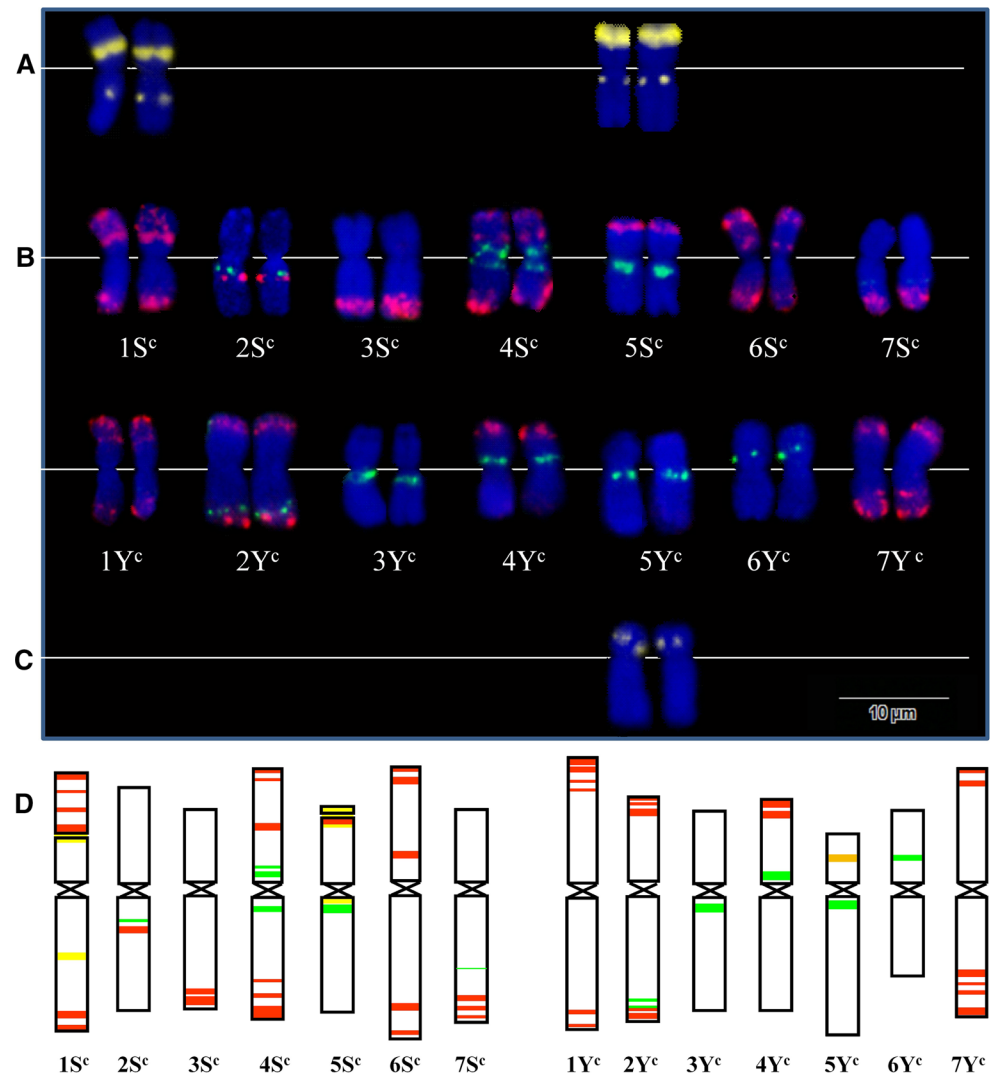 A
B
1Sᶜ 2Sᶜ 3Sᶜ 4Sᶜ 5Sᶜ 6Sᶜ 7Sᶜ
1Yᶜ 2Yᶜ 3Yᶜ 4Yᶜ 5Yᶜ 6Yᶜ 7Yᶜ
C
10 µm
D
1Sᶜ 2Sᶜ 3Sᶜ 4Sᶜ 5Sᶜ 6Sᶜ 7Sᶜ 1Yᶜ 2Yᶜ 3Yᶜ 4Yᶜ 5Yᶜ 6Yᶜ 7Yᶜ